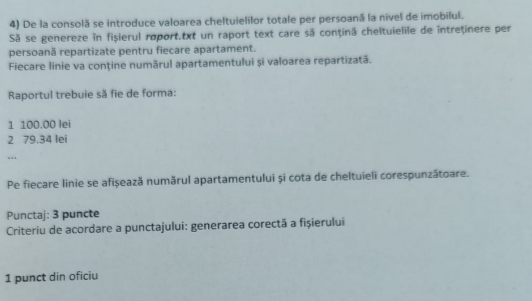 4) De la consolă se introduce valoarea cheltuielilor totale per persoană la nivel de imobilul.
Să se genereze în fișierul raport.txt un raport text care să conțină cheltuielile de întreținere per
persoană repartizate pentru fiecare apartament.
Fiecare linie va conține numărul apartamentului și valoarea repartizată.
Raportul trebuie să fie de forma:
1 100.00 lei
2 79.34 lei
...
Pe fiecare linie se afișează numărul apartamentului și cota de cheltuieli corespunzătoare.
Punctaj: 3 puncte
Criteriu de acordare a punctajului: generarea corectă a fișierului
1 punct din oficiu